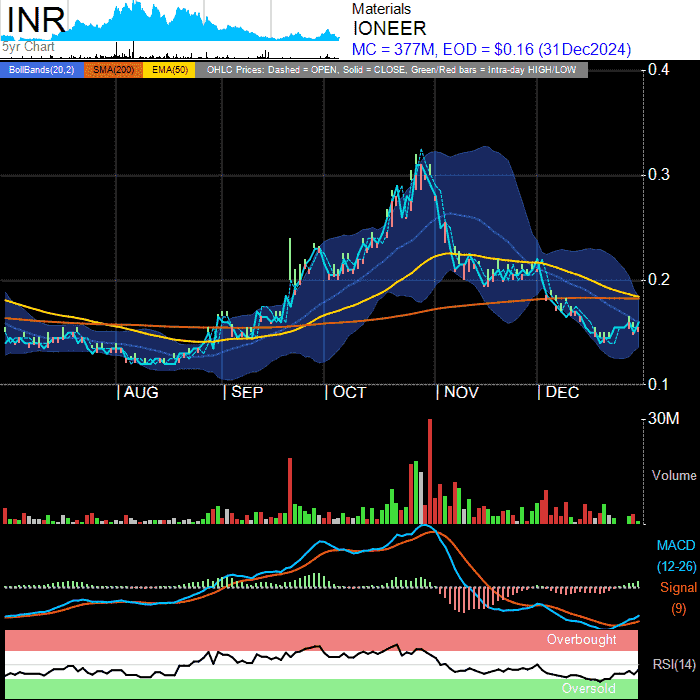 INR
5yr Chart
Materials
IONEER
MC = 377M, EOD = $0.16 (31Dec2024)
BollBands(20,2) SMA(200) EMA(50) OHLC Prices: Dashed = OPEN, Solid = CLOSE, Green/Red bars = Intra-day HIGH/LOW
0.4
0.3
0.2
0.1
| AUG | SEP | OCT | NOV | DEC
30M
Volume
MACD
(12-26)
Signal
(9)
Overbought
RSI(14)
Oversold